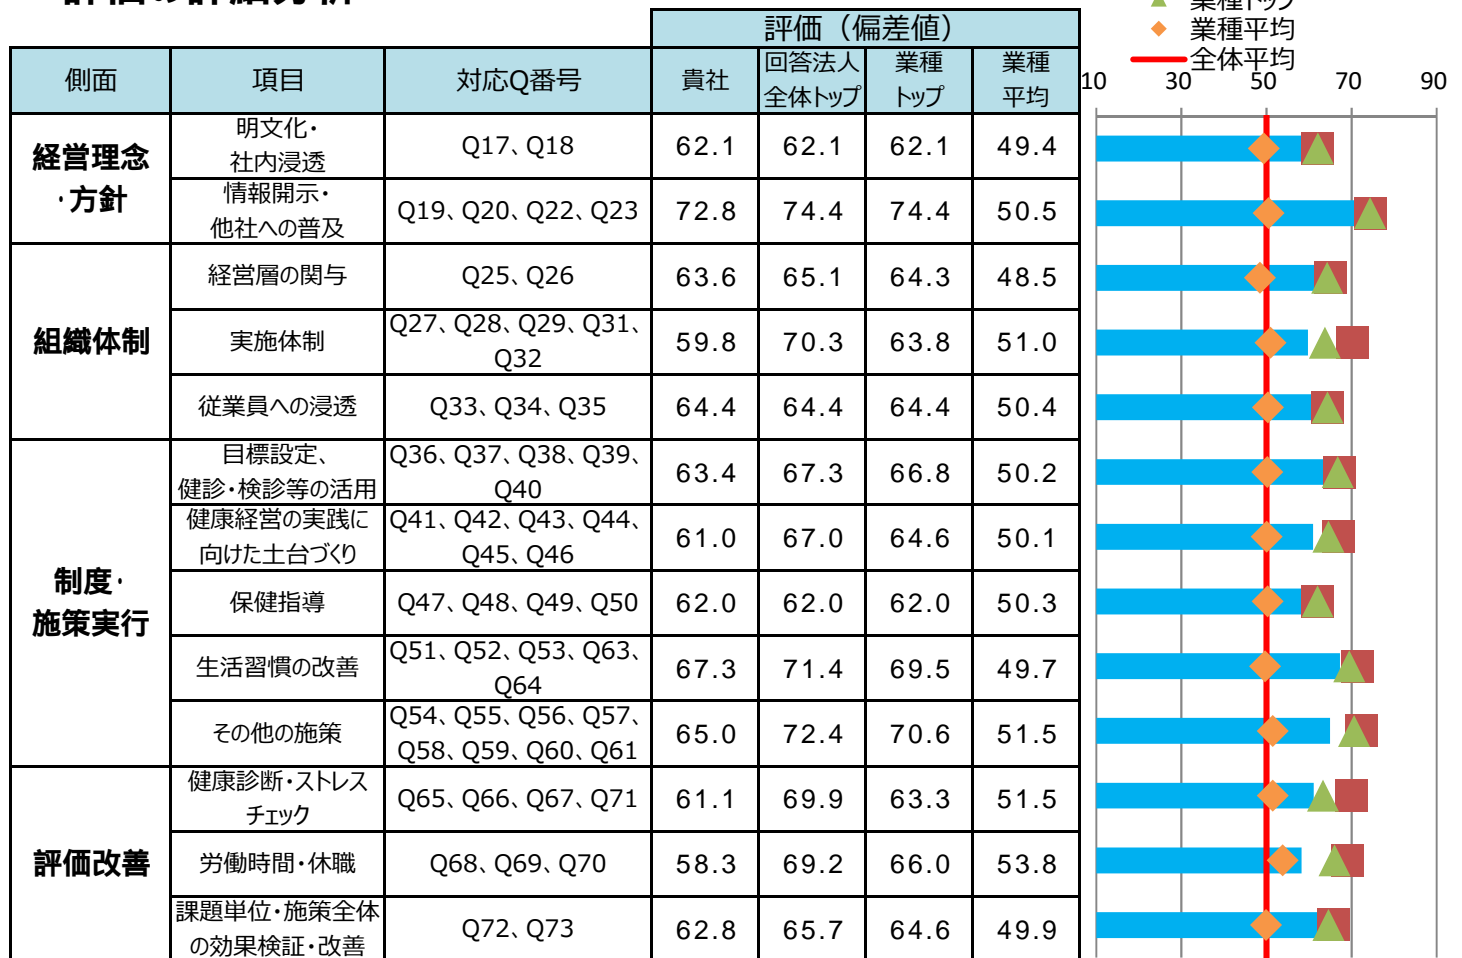 評価の詳細分析
業種トップ
業種平均
全体平均
評価（偏差値）
側面 項目 対応Q番号 貴社 回答法人全体トップ 業種トップ 業種平均
10 30 50 70 90
経営理念・方針
明文化・社内浸透 Q17、Q18 62.1 62.1 62.1 49.4
情報開示・他社への普及 Q19、Q20、Q22、Q23 72.8 74.4 74.4 50.5
組織体制
経営層の関与 Q25、Q26 63.6 65.1 64.3 48.5
実施体制 Q27、Q28、Q29、Q31、Q32 59.8 70.3 63.8 51.0
従業員への浸透 Q33、Q34、Q35 64.4 64.4 64.4 50.4
制度・施策実行
目標設定、健診・検診等の活用 Q36、Q37、Q38、Q39、Q40 63.4 67.3 66.8 50.2
健康経営の実践に向けた土台づくり Q41、Q42、Q43、Q44、Q45、Q46 61.0 67.0 64.6 50.1
保健指導 Q47、Q48、Q49、Q50 62.0 62.0 62.0 50.3
生活習慣の改善 Q51、Q52、Q53、Q63、Q64 67.3 71.4 69.5 49.7
その他の施策 Q54、Q55、Q56、Q57、Q58、Q59、Q60、Q61 65.0 72.4 70.6 51.5
評価改善
健康診断・ストレスチェック Q65、Q66、Q67、Q71 61.1 69.9 63.3 51.5
労働時間・休職 Q68、Q69、Q70 58.3 69.2 66.0 53.8
課題単位・施策全体の効果検証・改善 Q72、Q73 62.8 65.7 64.6 49.9